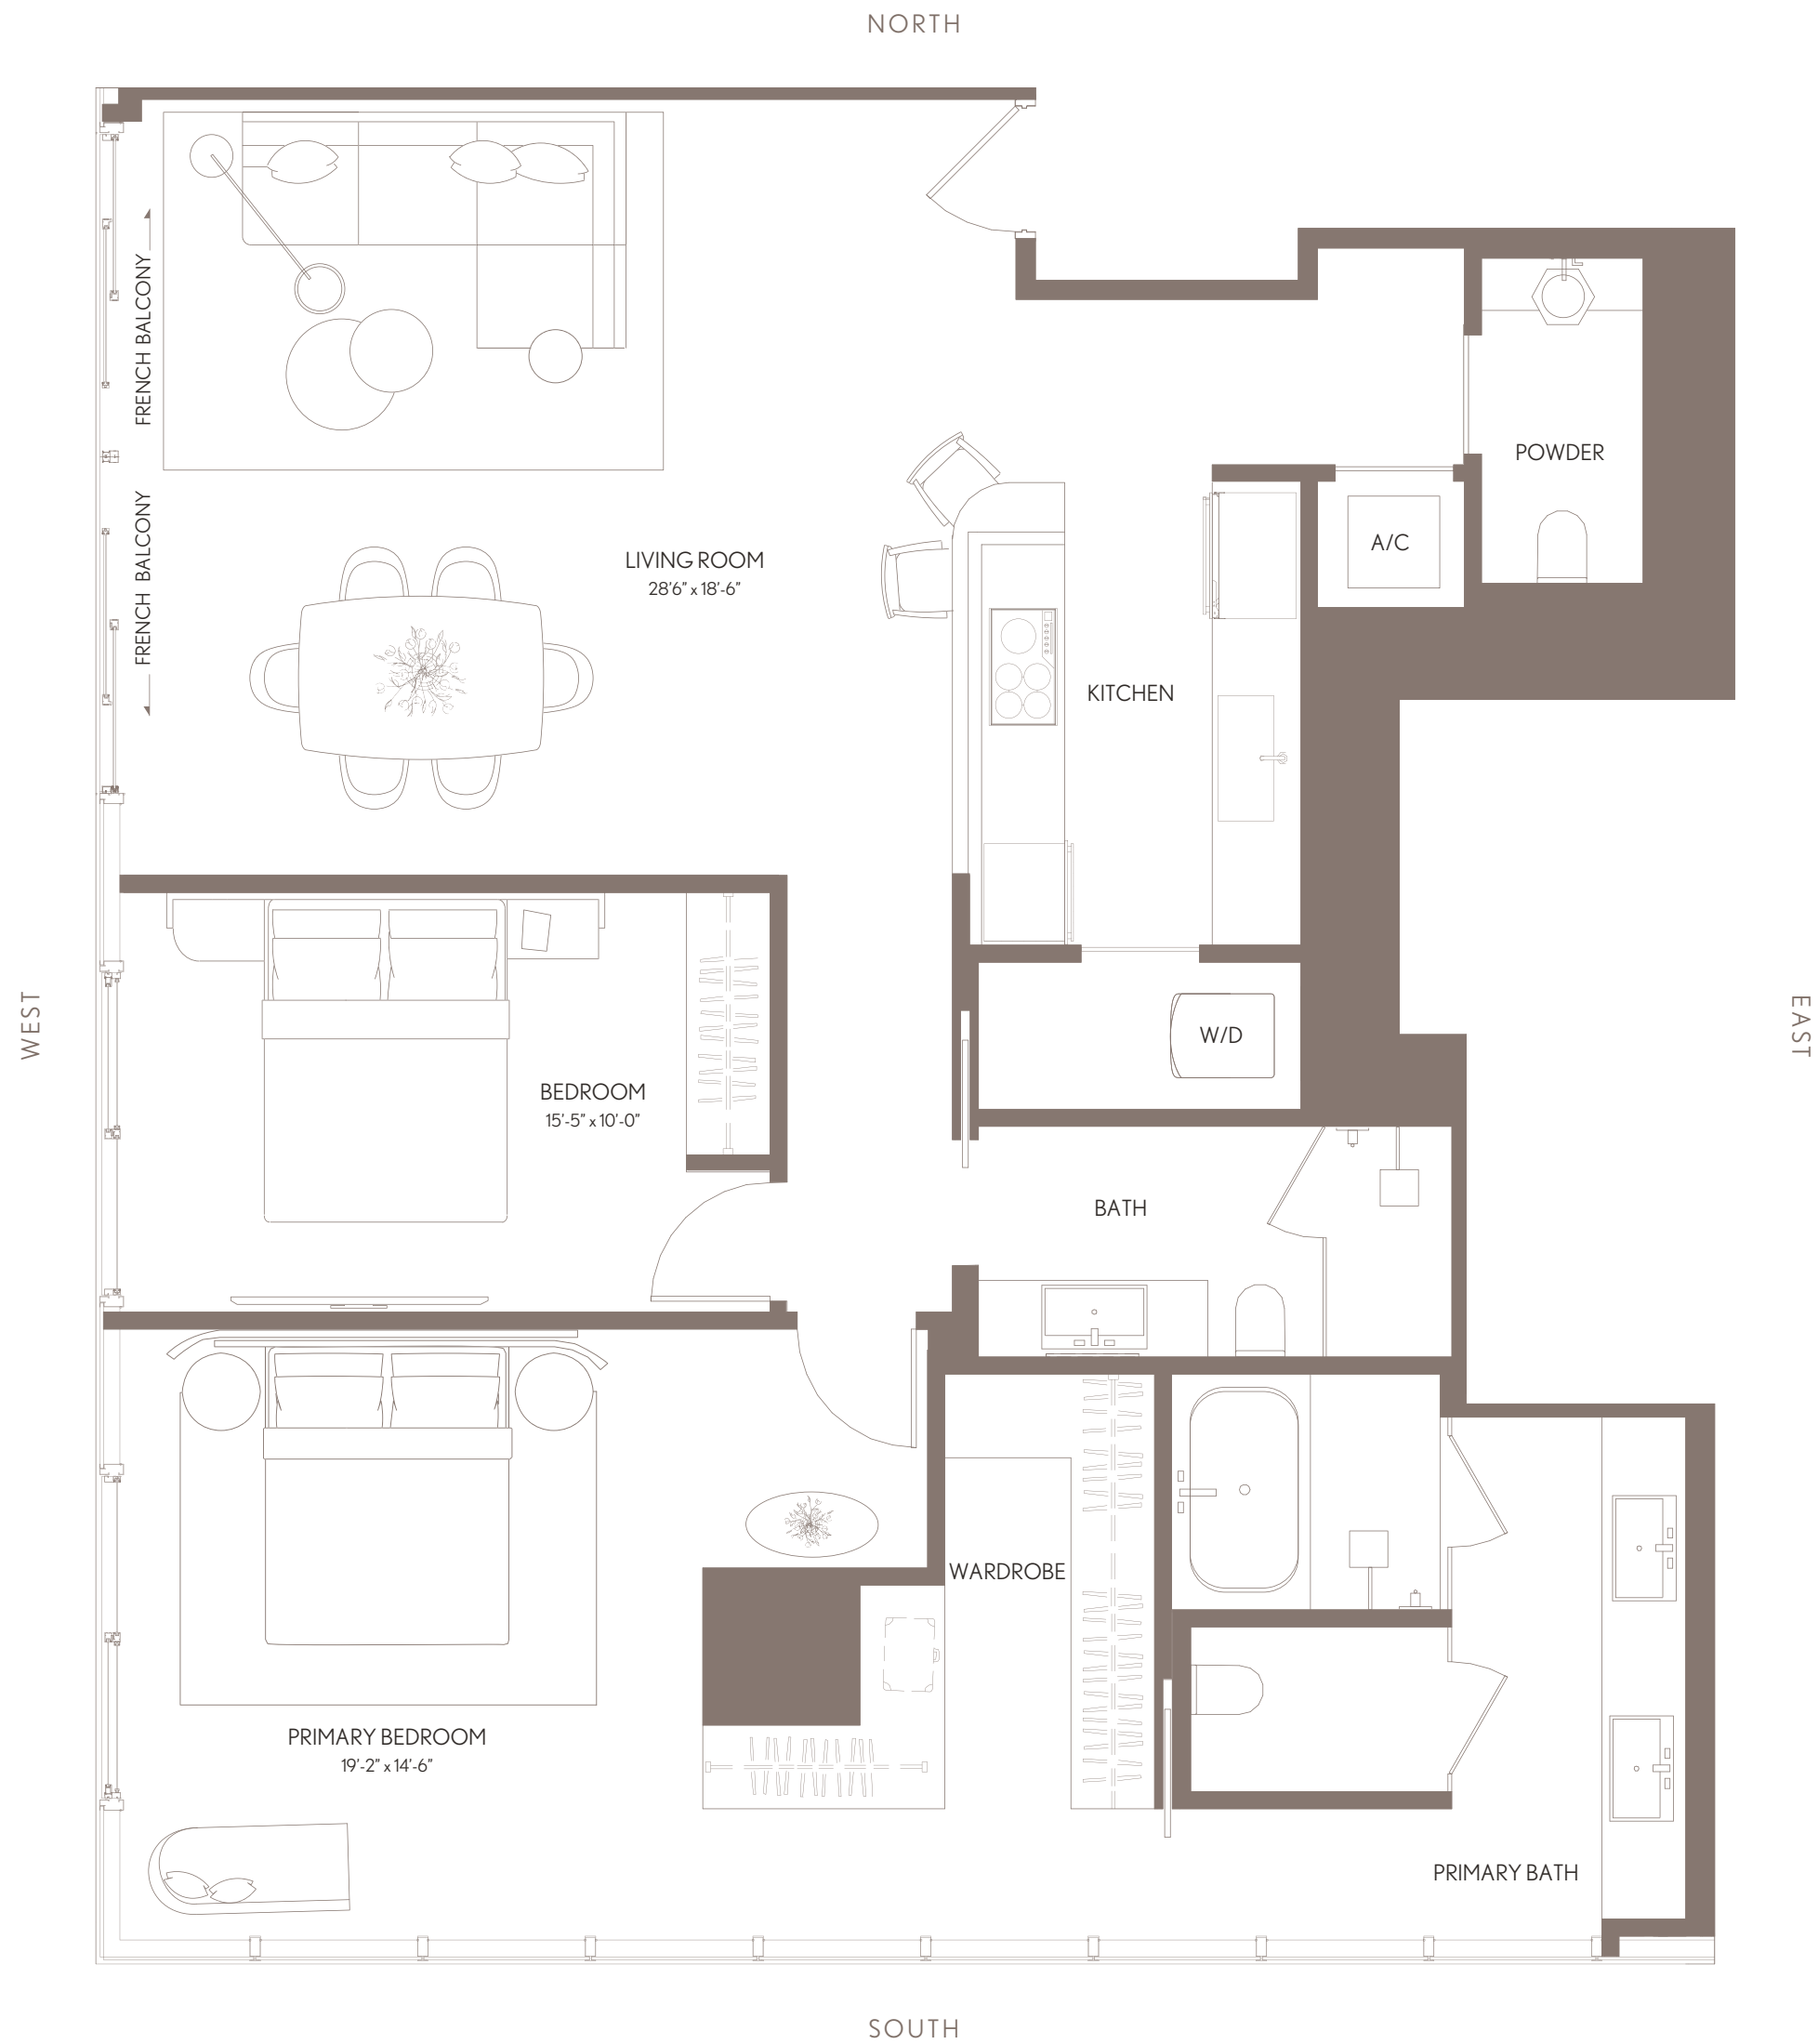 NORTH
FRENCH BALCONY
FRENCH BALCONY
POWDER
A/C
LIVING ROOM
28'6” x 18'-6”
KITCHEN
WEST
EAST
W/D
BEDROOM
15'-5” x 10'-0”
BATH
WARDROBE
PRIMARY BEDROOM
19'-2” x 14'-6”
PRIMARY BATH
SOUTH